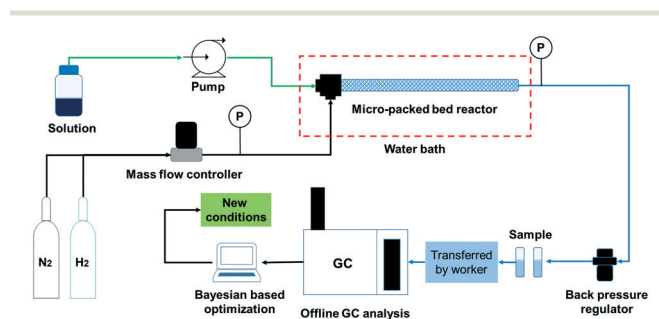 P
Pump
Micro-packed bed reactor
Solution
P
Water bath
Mass flow controller
New
conditions
Sample
N2
H2
GC
Transferred
by worker
Bayesian based
optimization
Back pressure
regulator
Offline GC analysis